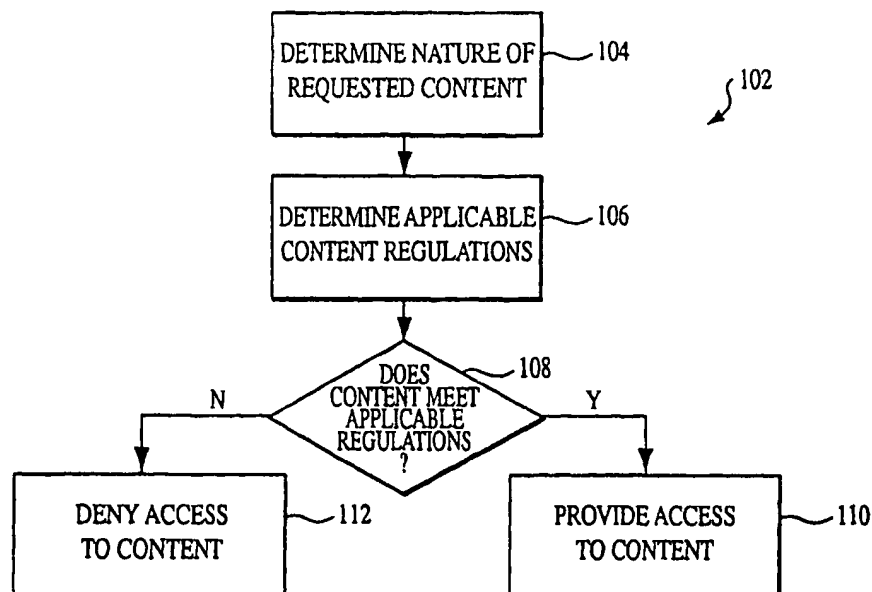 DETERMINE NATURE OF
REQUESTED CONTENT
104
102
DETERMINE APPLICABLE
CONTENT REGULATIONS
106
DOES
CONTENT MEET
APPLICABLE
REGULATIONS
?
108
N
Y
DENY ACCESS
TO CONTENT
112
PROVIDE ACCESS
TO CONTENT
110